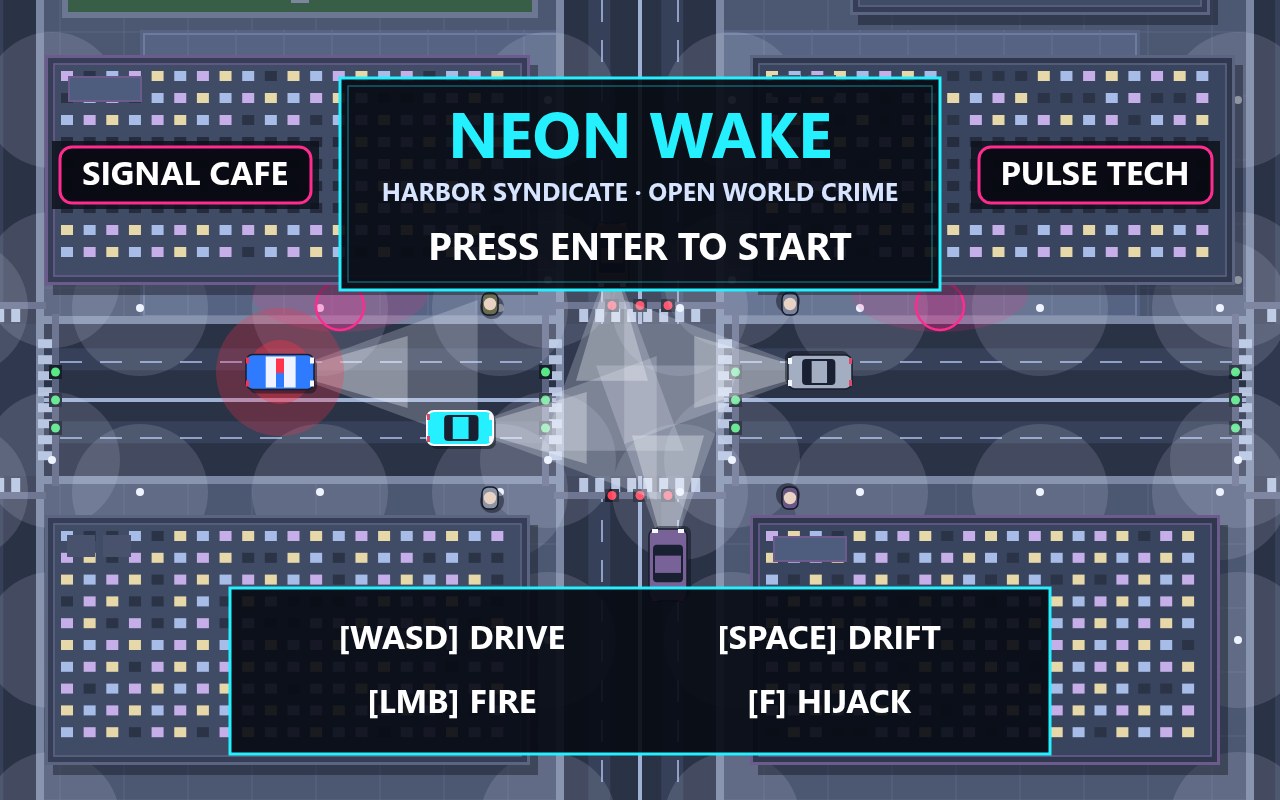 NEON WAKE
HARBOR SYNDICATE · OPEN WORLD CRIME
PRESS ENTER TO START
SIGNAL CAFE
PULSE TECH
[WASD] DRIVE
[SPACE] DRIFT
[LMB] FIRE
[F] HIJACK